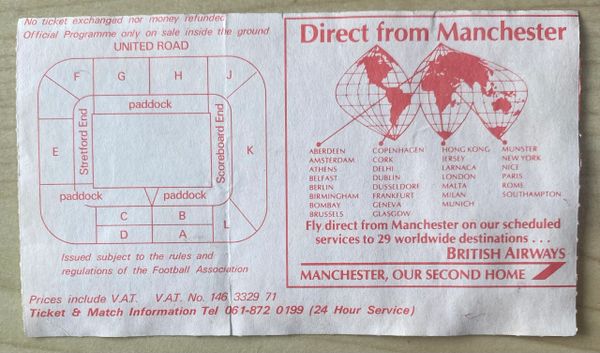 No ticket exchanged nor money refunded
Official Programme only on sale inside the ground
UNITED ROAD
F G H J
paddock
Stretford End
Scoreboard End
E
K
paddock paddock
C B
D A
L
Issued subject to the rules and
regulations of the Football Association
Prices include V.A.T. V.A.T. No. 146 3329 71
Ticket & Match Information Tel 061-872 0199 (24 Hour Service)
Direct from Manchester
ABERDEEN
AMSTERDAM
ATHENS
BELFAST
BERLIN
BIRMINGHAM
BOMBAY
BRUSSELS
COPENHAGEN
CORK
DELHI
DUBLIN
DUSSELDORF
FRANKFURT
GENEVA
GLASGOW
HONG KONG
JERSEY
LARNACA
LONDON
MALTA
MILAN
MUNICH
MUNSTER
NEW YORK
NICE
PARIS
ROME
SOUTHAMPTON
Fly direct from Manchester on our scheduled
services to 29 worldwide destinations . . .
BRITISH AIRWAYS
MANCHESTER, OUR SECOND HOME